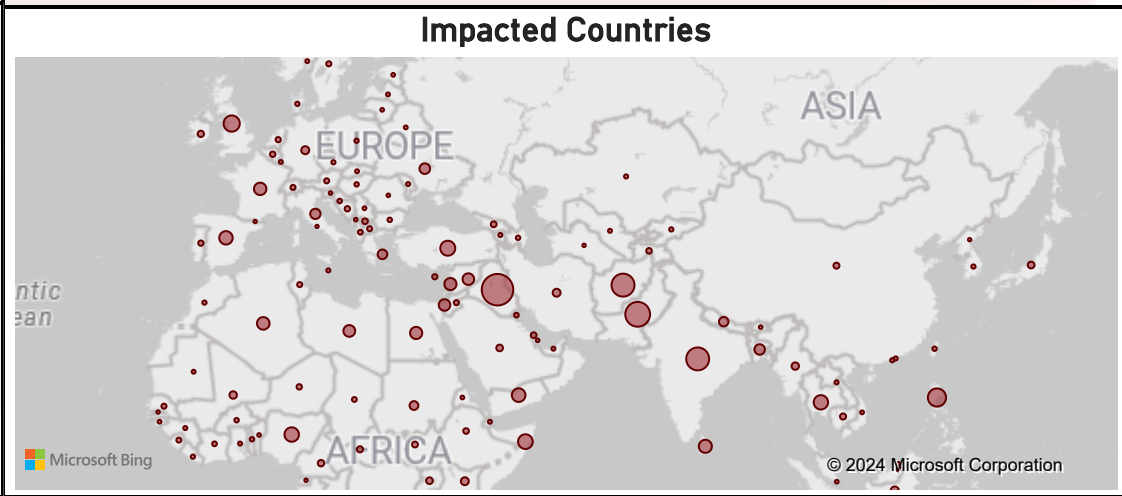 Impacted Countries
ASIA
EUROPE
ntic
ean
AFRICA
Microsoft Bing
© 2024 Microsoft Corporation